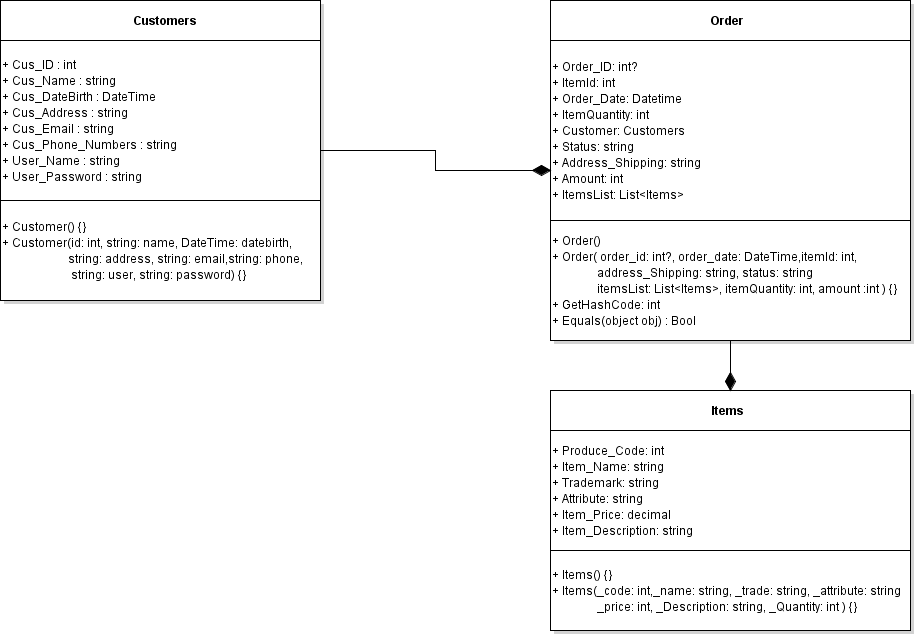 Customers
+ Cus_ID : int
+ Cus_Name : string
+ Cus_DateBirth : DateTime
+ Cus_Address : string
+ Cus_Email : string
+ Cus_Phone_Numbers : string
+ User_Name : string
+ User_Password : string
+ Customer() {}
+ Customer(id: int, string: name, DateTime: datebirth,
string: address, string: email,string: phone,
string: user, string: password) {}
Order
+ Order_ID: int?
+ ItemId: int
+ Order_Date: Datetime
+ ItemQuantity: int
+ Customer: Customers
+ Status: string
+ Address_Shipping: string
+ Amount: int
+ ItemsList: List<Items>
+ Order()
+ Order( order_id: int?, order_date: DateTime,itemId: int,
address_Shipping: string, status: string
itemsList: List<Items>, itemQuantity: int, amount :int ) {}
+ GetHashCode: int
+ Equals(object obj) : Bool
Items
+ Produce_Code: int
+ Item_Name: string
+ Trademark: string
+ Attribute: string
+ Item_Price: decimal
+ Item_Description: string
+ Items() {}
+ Items(_code: int,_name: string, _trade: string, _attribute: string
_price: int, _Description: string, _Quantity: int ) {}